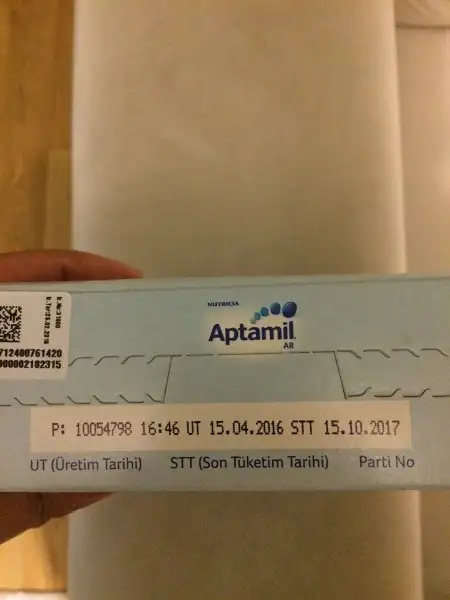 NUTRICIA
Aptamil
AR
712400761420
000002182315
P: 10054798 16:46 UT 15.04.2016 STT 15.10.2017
UT (Üretim Tarihi) STT (Son Tüketim Tarihi) Parti No